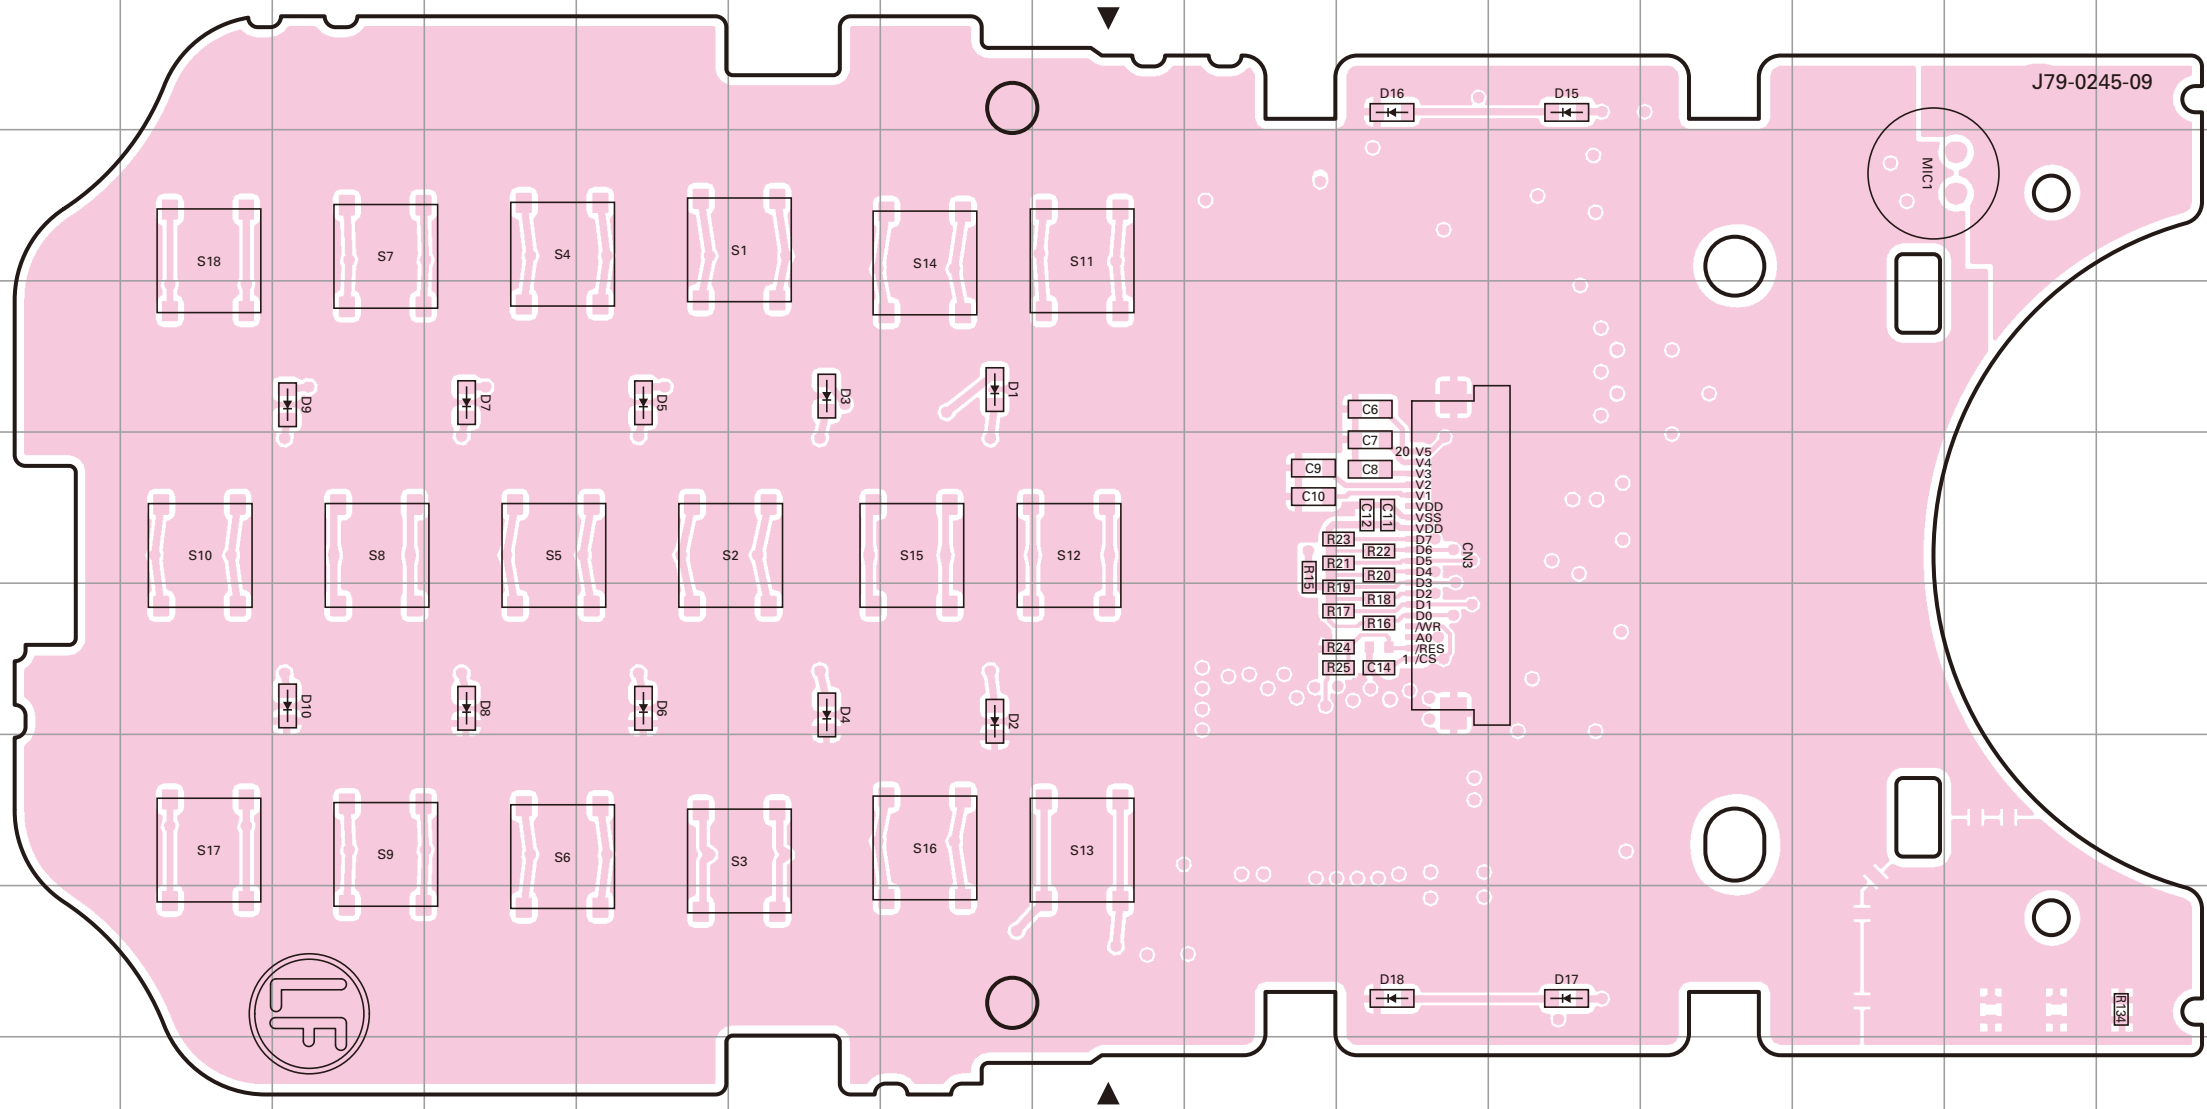 J79-0245-09
D16 D15
MIC1
S18 S7 S4 S1 S14 S11
D9 D7 D5 D3 D1
C6
C7
20 V5
V4
C9 C8 V3
V2
C10 V1
C12 C11 VDD
VSS
VDD
R23 D7
R22 D6
CN3
R21 D5
R15 R20 D4
R19 D3
R18 D2
R17 D1
D0
R16 /WR
A0
R24 /RES
1 /CS
R25 C14
S10 S8 S5 S2 S15 S12
D10 D8 D6 D4 D2
S17 S9 S6 S3 S16 S13
D18 D17
LF
R134